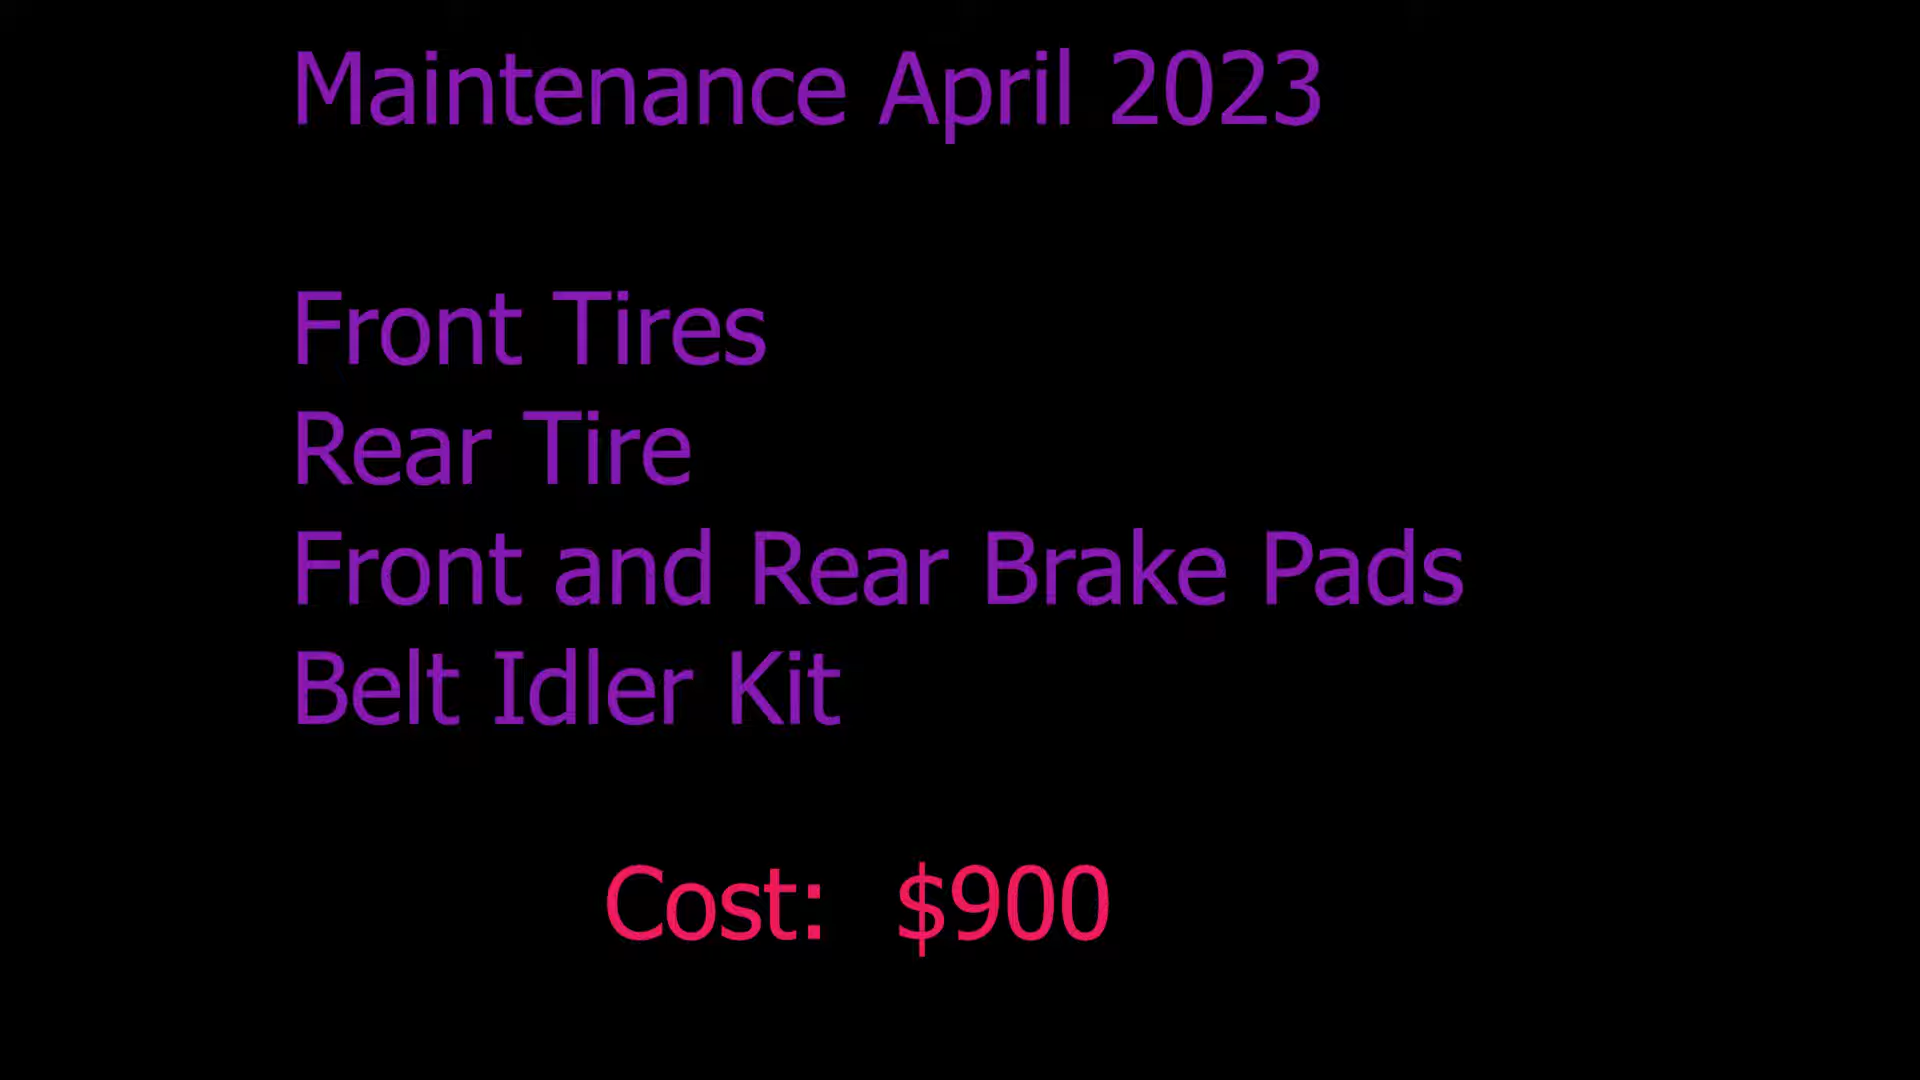 Maintenance April 2023
Front Tires
Rear Tire
Front and Rear Brake Pads
Belt Idler Kit
Cost: $900